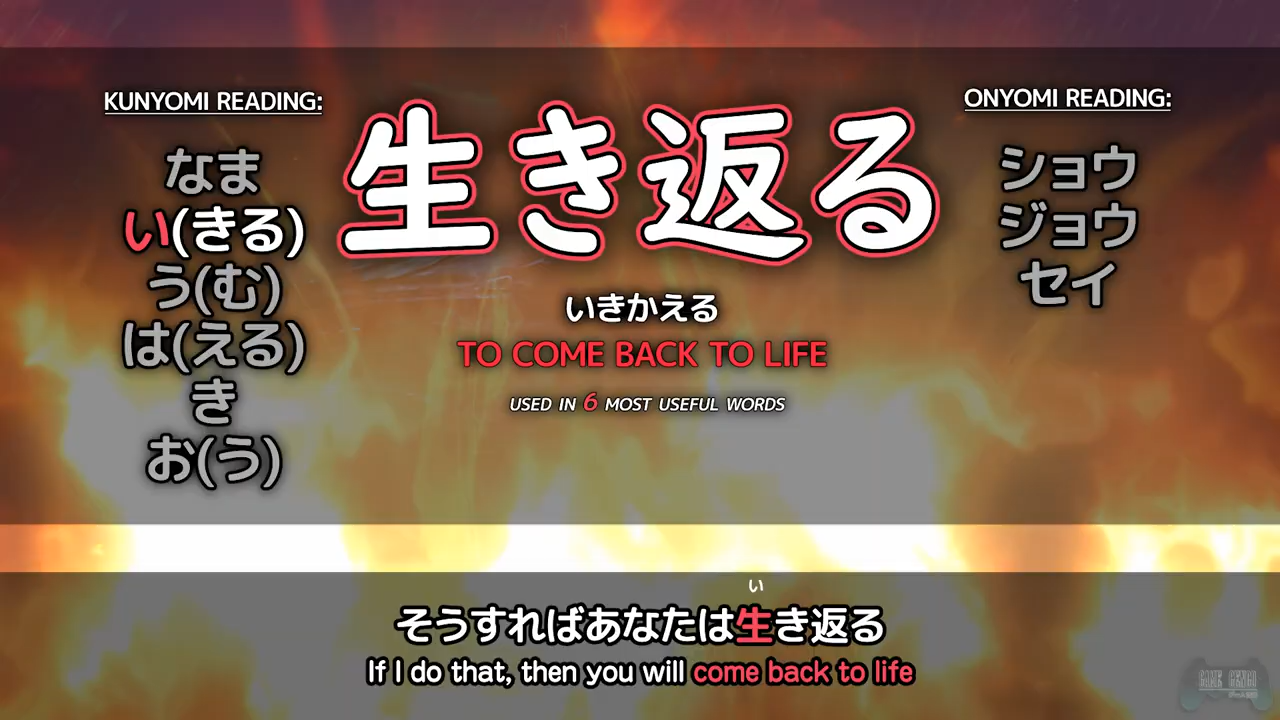 KUNYOMI READING:
なま
い(きる)
う(む)
は(える)
き
お(う)
生き返る
いきかえる
TO COME BACK TO LIFE
USED IN 6 MOST USEFUL WORDS
ONYOMI READING:
ショウ
ジョウ
セイ
い
そうすればあなたは生き返る
If I do that, then you will come back to life
GAME GENGO